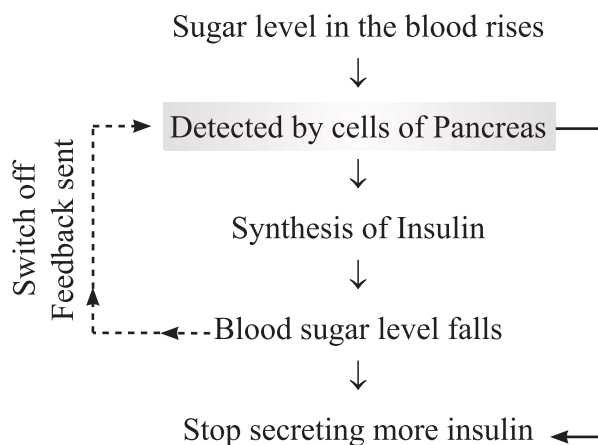 Sugar level in the blood rises
Detected by cells of Pancreas
Switch off
Feedback sent
Synthesis of Insulin
Blood sugar level falls
Stop secreting more insulin